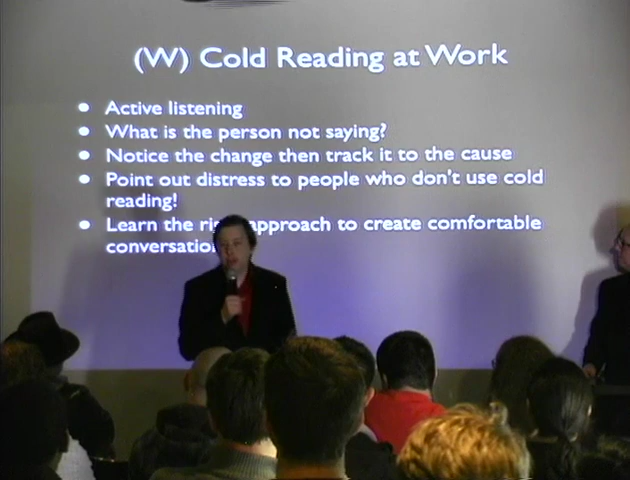 (W) Cold Reading at Work
• Active listening
• What is the person not saying?
• Notice the change then track it to the cause
• Point out distress to people who don't use cold
reading!
• Learn the approach to create comfortable